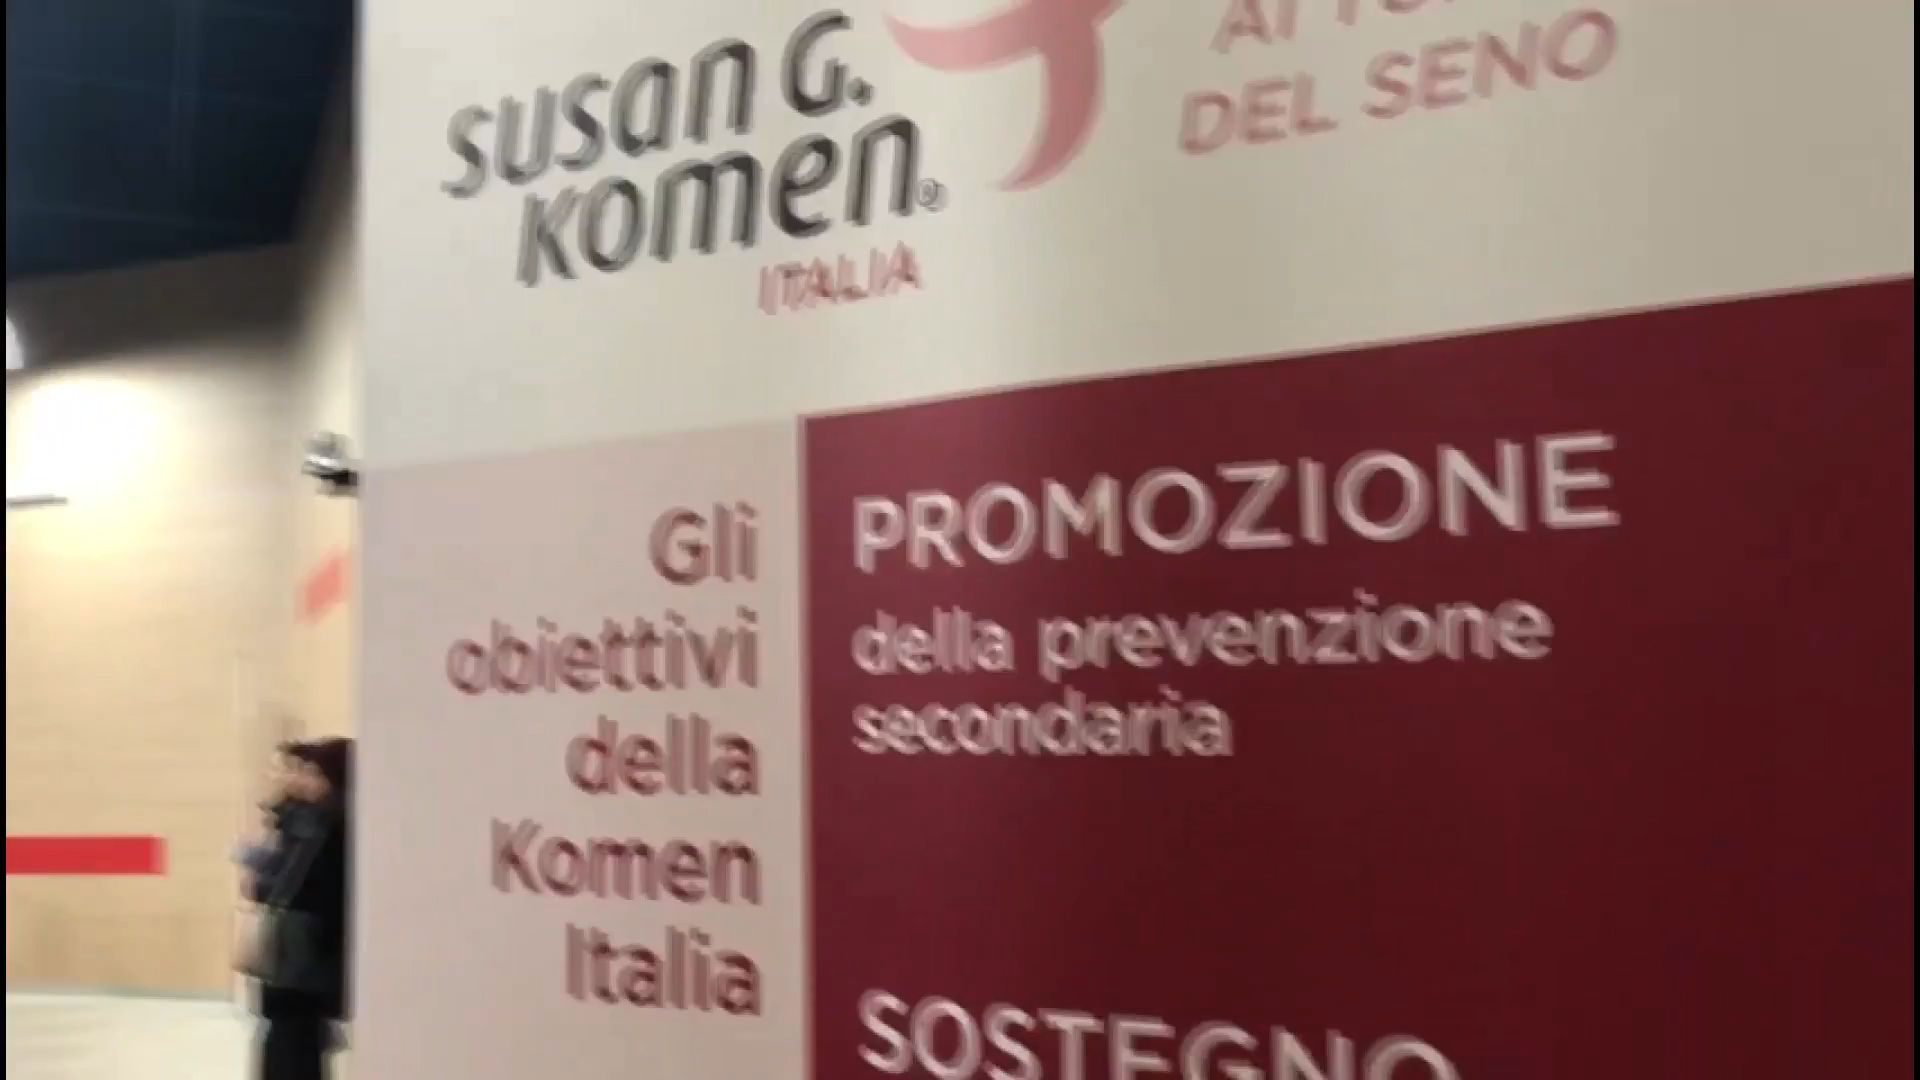 susan G.
Komen®
ITALIA
DEL SENO
Gli
obiettivi
della
Komen
Italia
PROMOZIONE
della prevenzione
secondaria
SOSTEGNO